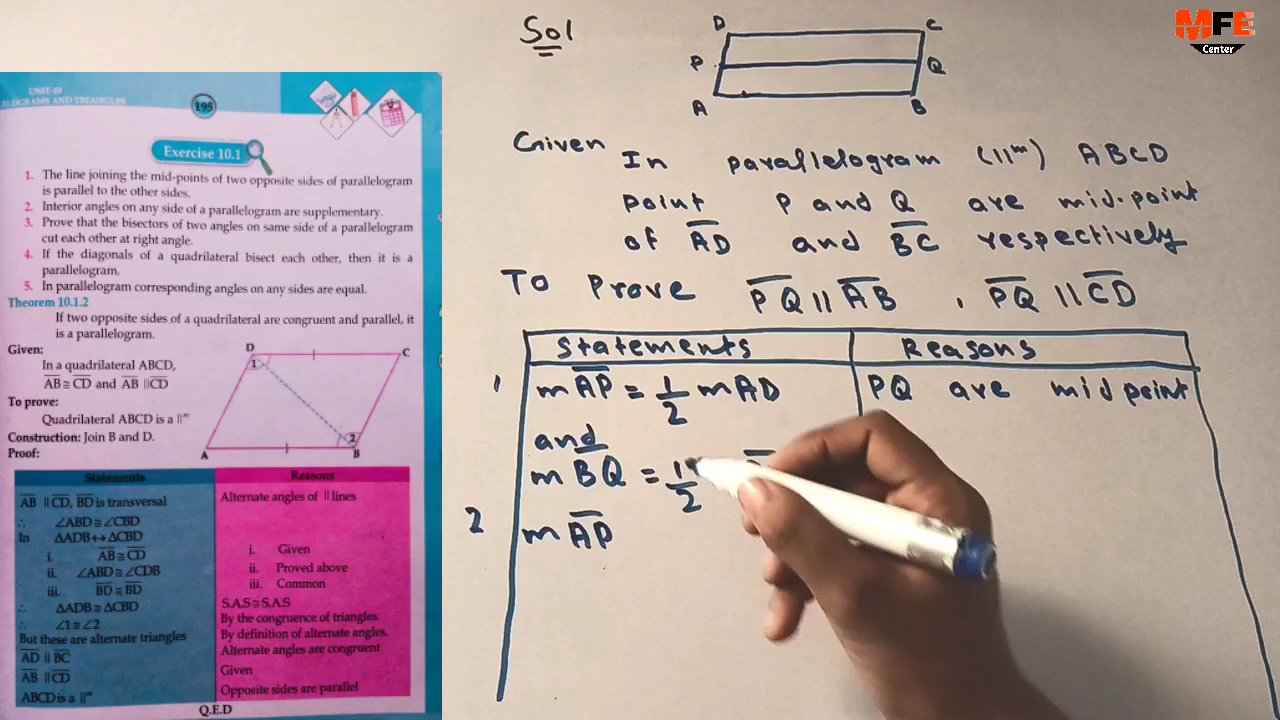 MFE
Center
Sol
D
C
P
Q
A
B
Given In parallelogram (||m) ABCD
point P and Q are mid-point
of AD and BC respectively
To Prove PQ || AB , PQ || CD
Statements Reasons
1 mAP = 1/2 mAD PQ are mid point
and
mBQ = 1/2
2 mAP
UNIT-10
195
Exercise 10.1
1. The line joining the mid-points of two opposite sides of parallelogram
is parallel to the other sides.
2. Interior angles on any side of a parallelogram are supplementary.
3. Prove that the bisectors of two angles on same side of a parallelogram
cut each other at right angle.
4. If the diagonals of a quadrilateral bisect each other, then it is a
parallelogram.
5. In parallelogram corresponding angles on any sides are equal.
Theorem 10.1.2
If two opposite sides of a quadrilateral are congruent and parallel, it
is a parallelogram.
Given:
In a quadrilateral ABCD,
AB ≅ CD and AB || CD
To prove:
Quadrilateral ABCD is a ||m
Construction: Join B and D.
Proof:
D
C
1
2
A
B
Statements Reasons
AB || CD, BD is transversal Alternate angles of || lines
∴ ∠ABD ≅ ∠CBD
In ΔADB ↔ ΔCBD
i. AB ≅ CD i. Given
ii. ∠ABD ≅ ∠CDB ii. Proved above
iii. BD ≅ BD iii. Common
∴ ΔADB ≅ ΔCBD S.A.S ≅ S.A.S
By the congruence of triangles.
∴ ∠1 ≅ ∠2 By definition of alternate angles.
But these are alternate triangles Alternate angles are congruent
AD || BC
AB || CD Given
ABCD is a ||m Opposite sides are parallel
Q.E.D